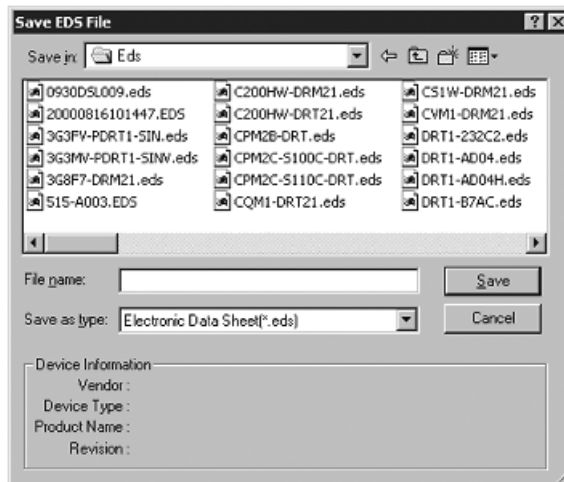 Save EDS File
Save in: Eds
0930DSL009.eds C200HW-DRM21.eds CS1W-DRM21.eds
20000816101447.EDS C200HW-DRT21.eds CVM1-DRM21.eds
3G3FV-PDRT1-SIN.eds CPM2B-DRT.eds DRT1-232C2.eds
3G3MV-PDRT1-SINV.eds CPM2C-S100C-DRT.eds DRT1-AD04.eds
3G8F7-DRM21.eds CPM2C-S110C-DRT.eds DRT1-AD04H.eds
515-A003.EDS CQM1-DRT21.eds DRT1-B7AC.eds
File name: Save
Save as type: Electronic Data Sheet(*.eds) Cancel
Device Information
Vendor :
Device Type :
Product Name :
Revision :